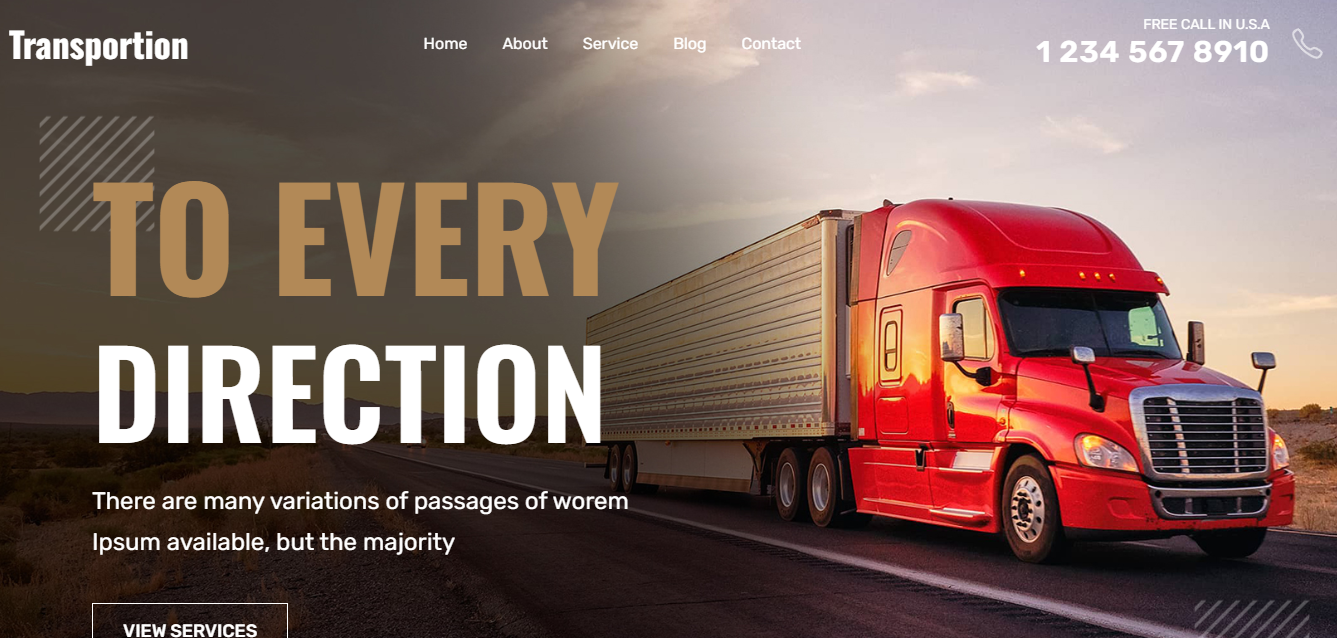 Transportion
Home About Service Blog Contact
FREE CALL IN U.S.A
1 234 567 8910
TO EVERY
DIRECTION
There are many variations of passages of worem
Ipsum available, but the majority
VIEW SERVICES